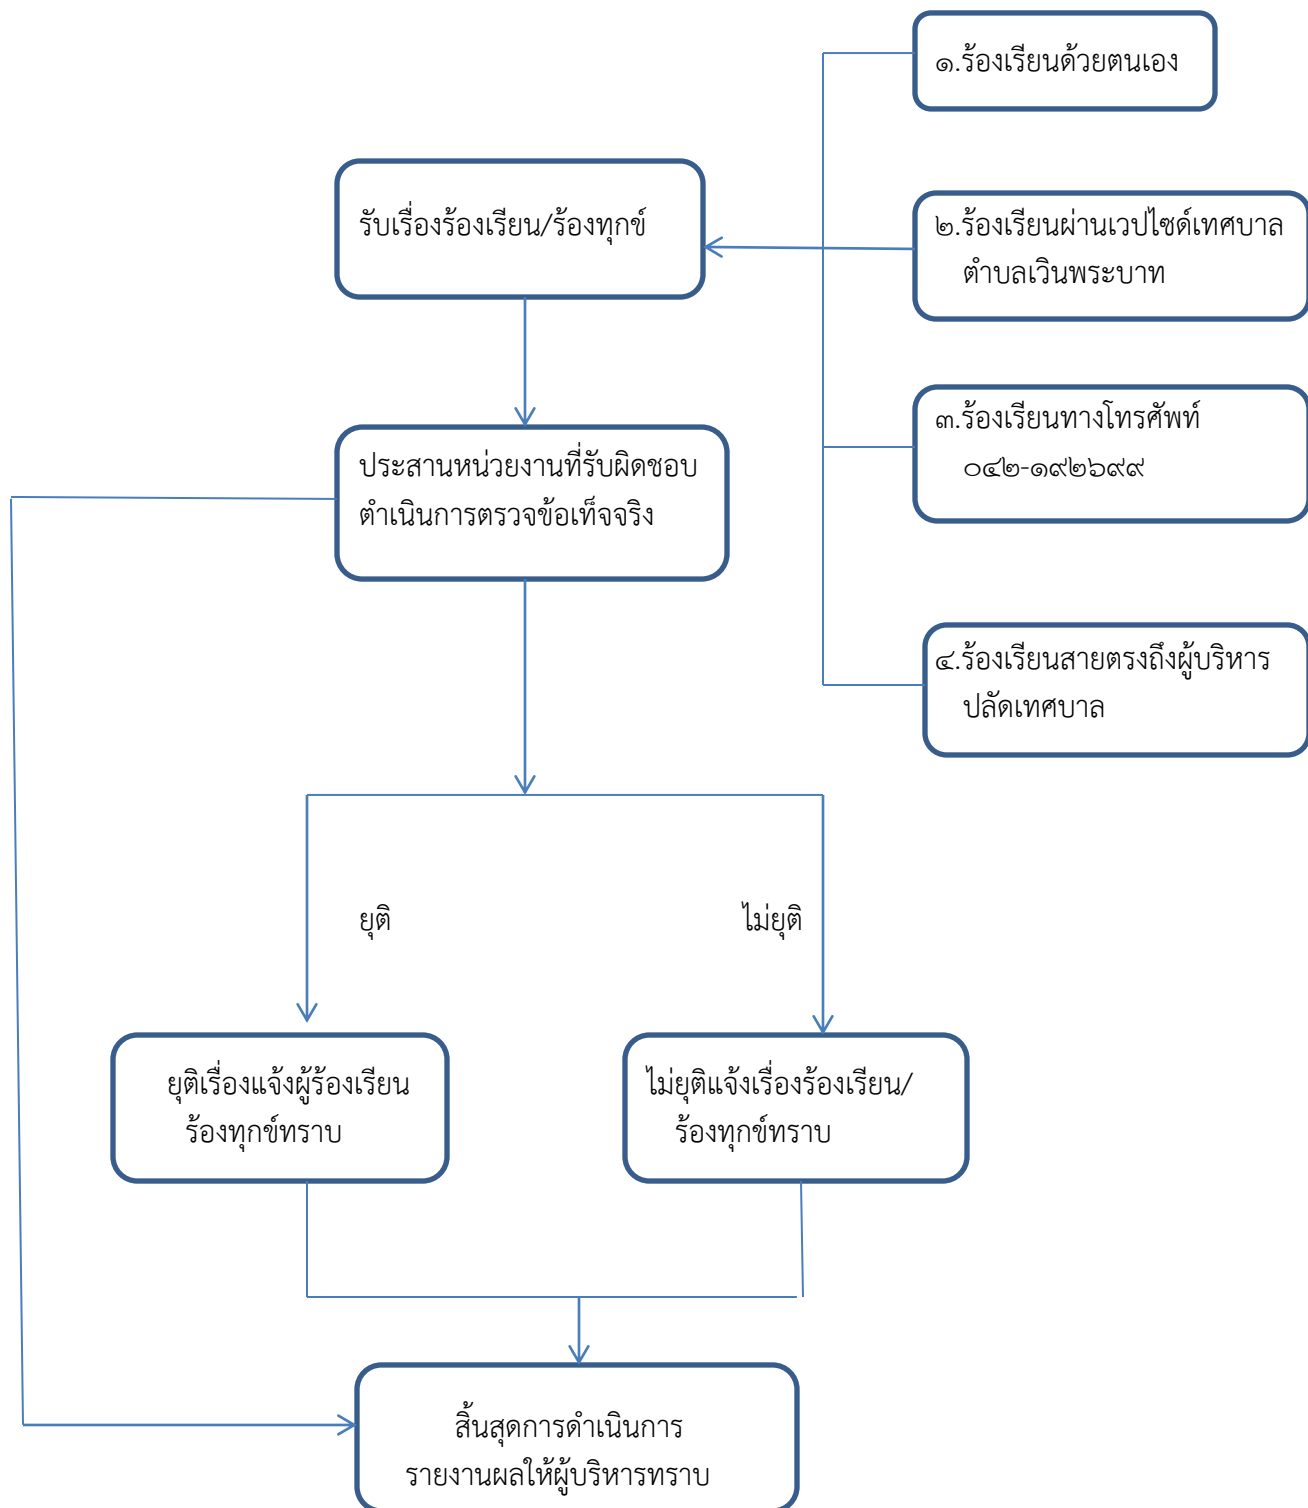 ๑.ร้องเรียนด้วยตนเอง
รับเรื่องร้องเรียน/ร้องทุกข์
๒.ร้องเรียนผ่านเวปไซด์เทศบาล
ตำบลเวินพระบาท
๓.ร้องเรียนทางโทรศัพท์
๐๔๒-๑๙๒๖๙๙
ประสานหน่วยงานที่รับผิดชอบ
ดำเนินการตรวจข้อเท็จจริง
๔.ร้องเรียนสายตรงถึงผู้บริหาร
ปลัดเทศบาล
ยุติ
ไม่ยุติ
ยุติเรื่องแจ้งผู้ร้องเรียน
ร้องทุกข์ทราบ
ไม่ยุติแจ้งเรื่องร้องเรียน/
ร้องทุกข์ทราบ
สิ้นสุดการดำเนินการ
รายงานผลให้ผู้บริหารทราบ